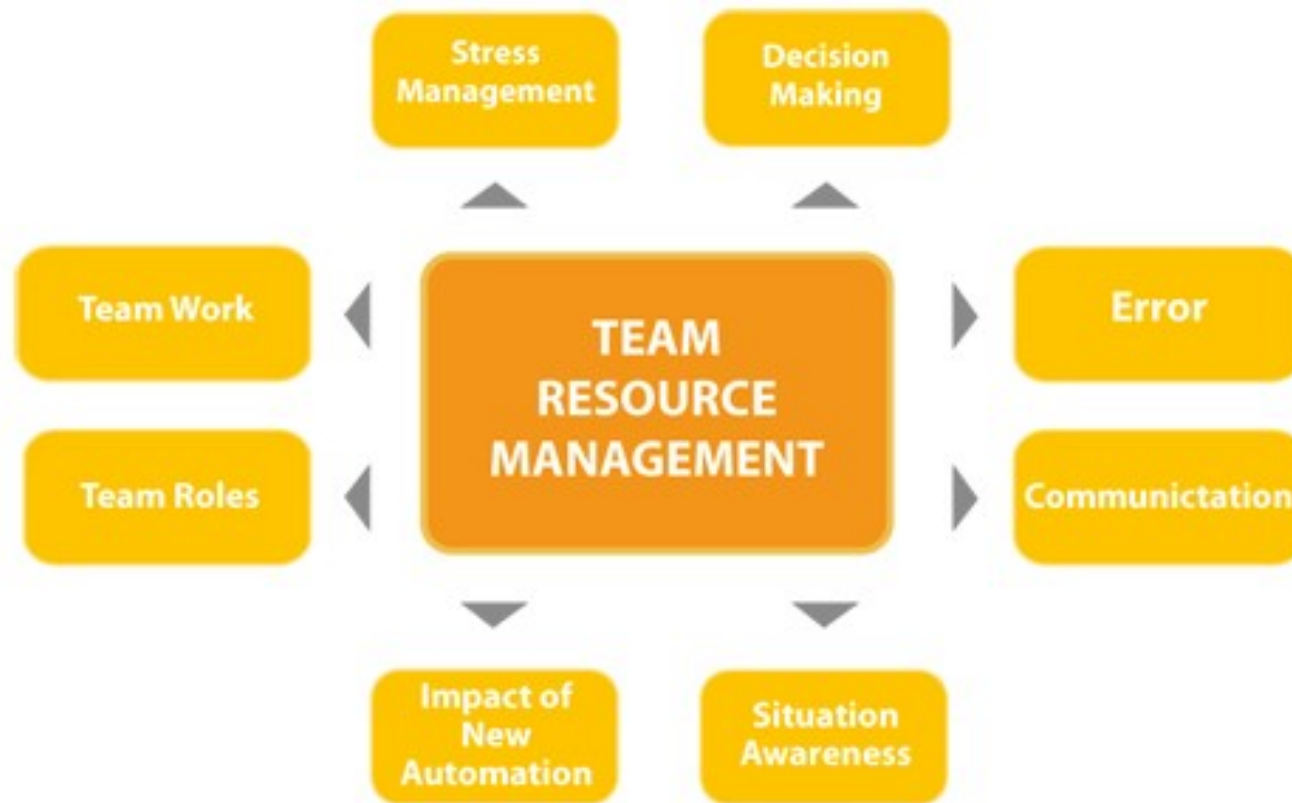 Stress
Management
Decision
Making
Team Work
Error
TEAM
RESOURCE
MANAGEMENT
Team Roles
Communictation
Impact of
New
Automation
Situation
Awareness